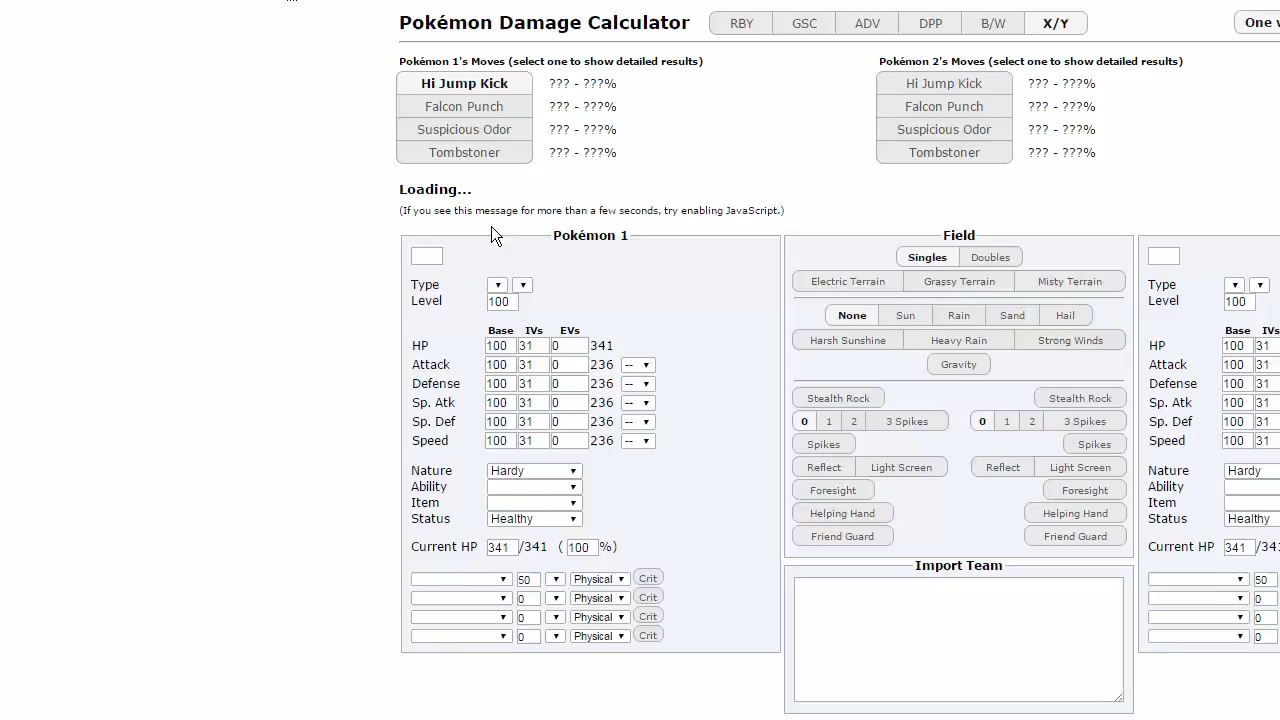 Pokémon Damage Calculator RBY GSC ADV DPP B/W X/Y One v
Pokémon 1's Moves (select one to show detailed results) Pokémon 2's Moves (select one to show detailed results)
Hi Jump Kick ??? - ???% Hi Jump Kick ??? - ???%
Falcon Punch ??? - ???% Falcon Punch ??? - ???%
Suspicious Odor ??? - ???% Suspicious Odor ??? - ???%
Tombstoner ??? - ???% Tombstoner ??? - ???%
Loading...
(If you see this message for more than a few seconds, try enabling JavaScript.)
Pokémon 1
Type
Level 100
Base IVs EVs
HP 100 31 0 341
Attack 100 31 0 236 --
Defense 100 31 0 236 --
Sp. Atk 100 31 0 236 --
Sp. Def 100 31 0 236 --
Speed 100 31 0 236 --
Nature Hardy
Ability
Item
Status Healthy
Current HP 341 /341 ( 100 %)
50 Physical Crit
0 Physical Crit
0 Physical Crit
0 Physical Crit
Field
Singles Doubles
Electric Terrain Grassy Terrain Misty Terrain
None Sun Rain Sand Hail
Harsh Sunshine Heavy Rain Strong Winds
Gravity
Stealth Rock Stealth Rock
0 1 2 3 Spikes 0 1 2 3 Spikes
Spikes Spikes
Reflect Light Screen Reflect Light Screen
Foresight Foresight
Helping Hand Helping Hand
Friend Guard Friend Guard
Import Team
Type
Level 100
Base IVs
HP 100 31
Attack 100 31
Defense 100 31
Sp. Atk 100 31
Sp. Def 100 31
Speed 100 31
Nature Hardy
Ability
Item
Status Healthy
Current HP 341 /341
50
0
0
0